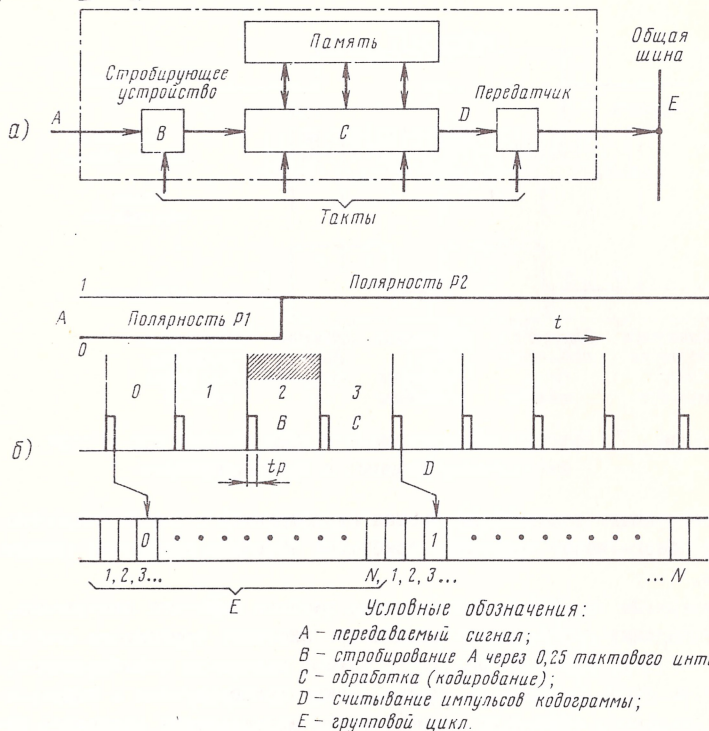 Память
Общая
шина
Стробирующее
устройство
Передатчик
а)
A
B
C
D
E
Такты
1
Полярность P2
A
Полярность P1
t
0
0
1
2
3
B
C
б)
tp
D
0
1
1, 2, 3...
N, 1, 2, 3...
... N
E
Условные обозначения:
A – передаваемый сигнал;
B – стробирование A через 0,25 тактового инт
C – обработка (кодирование);
D – считывание импульсов кодограммы;
E – групповой цикл.